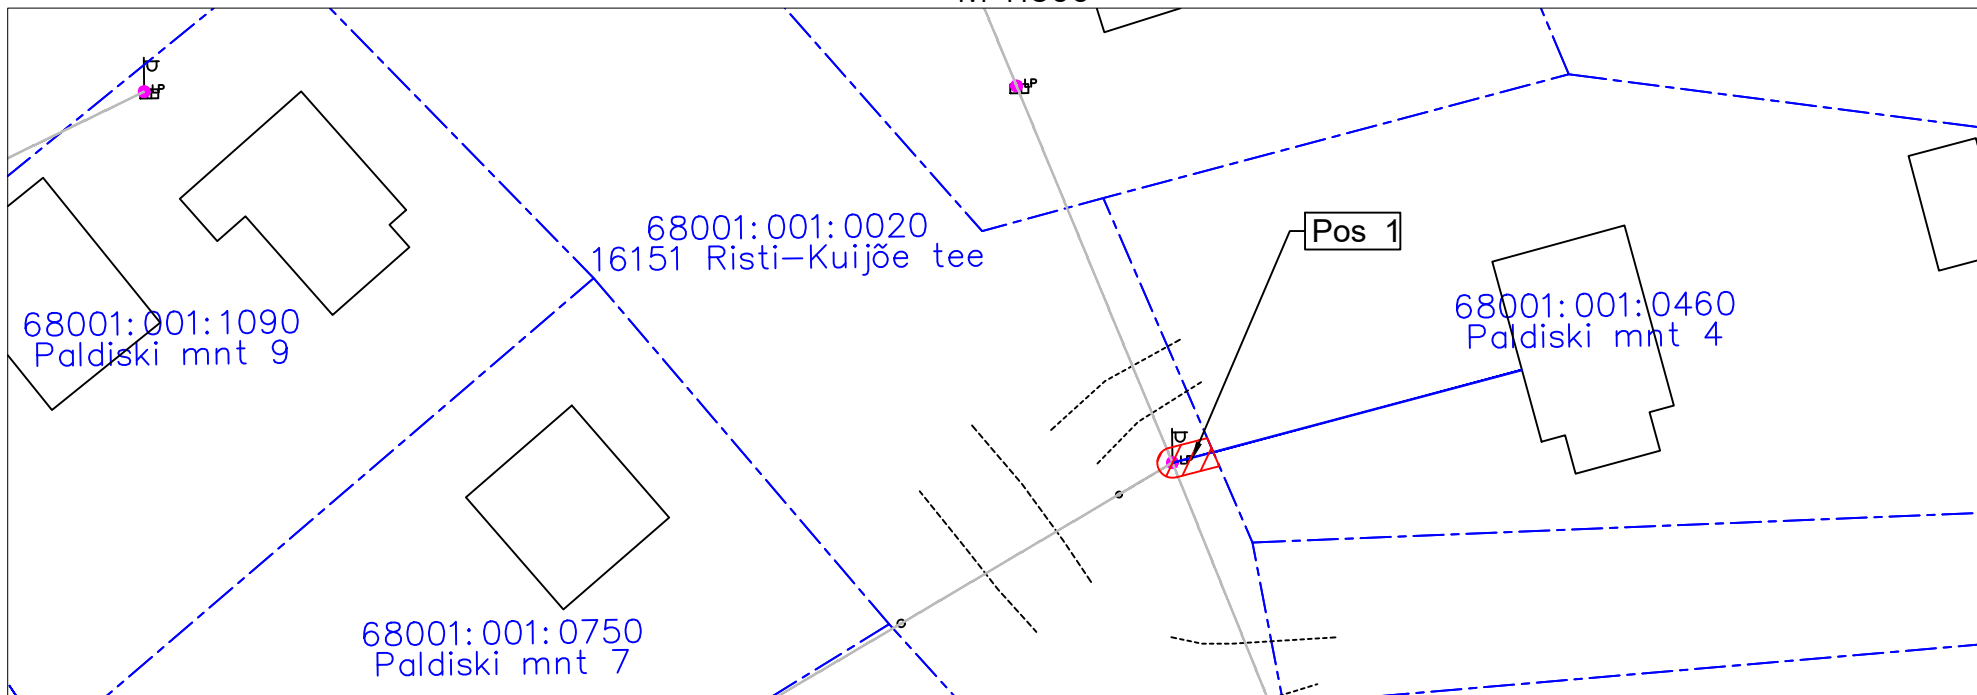 68001:001:0020
16151 Risti-Kuijõe tee
Pos 1
68001:001:1090
Paldiski mnt 9
68001:001:0460
Paldiski mnt 4
68001:001:0750
Paldiski mnt 7